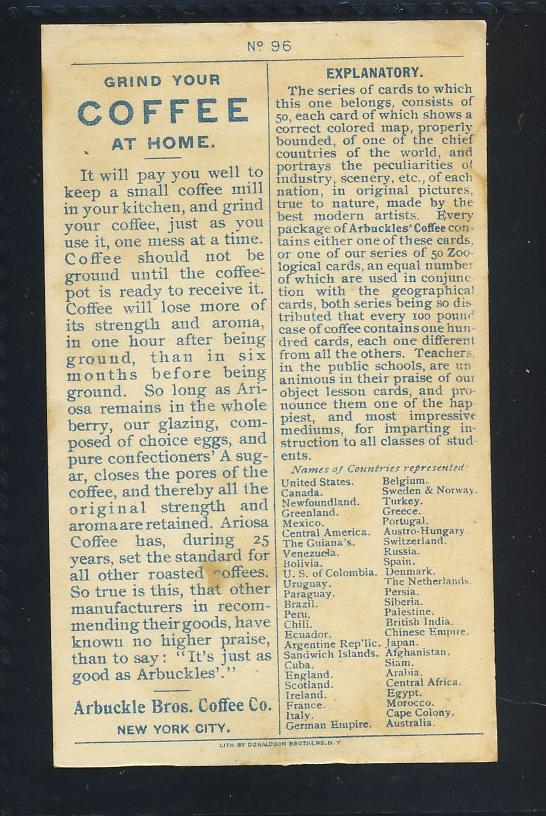 Nº 96
GRIND YOUR
COFFEE
AT HOME.
It will pay you well to
keep a small coffee mill
in your kitchen, and grind
your coffee, just as you
use it, one mess at a time.
Coffee should not be
ground until the coffee-
pot is ready to receive it.
Coffee will lose more of
its strength and aroma,
in one hour after being
ground, than in six
months before being
ground. So long as Ari-
osa remains in the whole
berry, our glazing, com-
posed of choice eggs, and
pure confectioners' A sug-
ar, closes the pores of the
coffee, and thereby all the
original strength and
aroma are retained. Ariosa
Coffee has, during 25
years, set the standard for
all other roasted coffees.
So true is this, that other
manufacturers in recom-
mending their goods, have
known no higher praise,
than to say: "It's just as
good as Arbuckles'."
Arbuckle Bros. Coffee Co.
NEW YORK CITY.
EXPLANATORY.
The series of cards to which
this one belongs, consists of
50, each card of which shows a
correct colored map, properly
bounded, of one of the chief
countries of the world, and
portrays the peculiarities of
industry, scenery, etc., of each
nation, in original pictures,
true to nature, made by the
best modern artists. Every
package of Arbuckles' Coffee con-
tains either one of these cards,
or one of our series of 50 Zoo-
logical cards, an equal number
of which are used in conjunc
tion with the geographical
cards, both series being so dis
tributed that every 100 pound
case of coffee contains one hun-
dred cards, each one different
from all the others. Teachers,
in the public schools, are un-
animous in their praise of our
object lesson cards, and pro-
nounce them one of the hap
piest, and most impressive
mediums, for imparting in-
struction to all classes of stud-
ents.
Names of Countries represented.
United States.
Canada.
Newfoundland.
Greenland.
Mexico.
Central America.
The Guiana's.
Venezuela.
Bolivia.
U. S. of Colombia.
Uruguay.
Paraguay.
Brazil.
Peru.
Chili.
Ecuador.
Argentine Rep'lic.
Sandwich Islands.
Cuba.
England.
Scotland.
Ireland.
France.
Italy.
German Empire.
Belgium.
Sweden & Norway.
Turkey.
Greece.
Portugal.
Austro-Hungary.
Switzerland.
Russia.
Spain.
Denmark.
The Netherlands.
Persia.
Siberia.
Palestine.
British India.
Chinese Empire.
Japan.
Afghanistan.
Siam.
Arabia.
Central Africa.
Egypt.
Morocco.
Cape Colony.
Australia.
LITH. BY DONALDSON BROTHERS, N.Y.